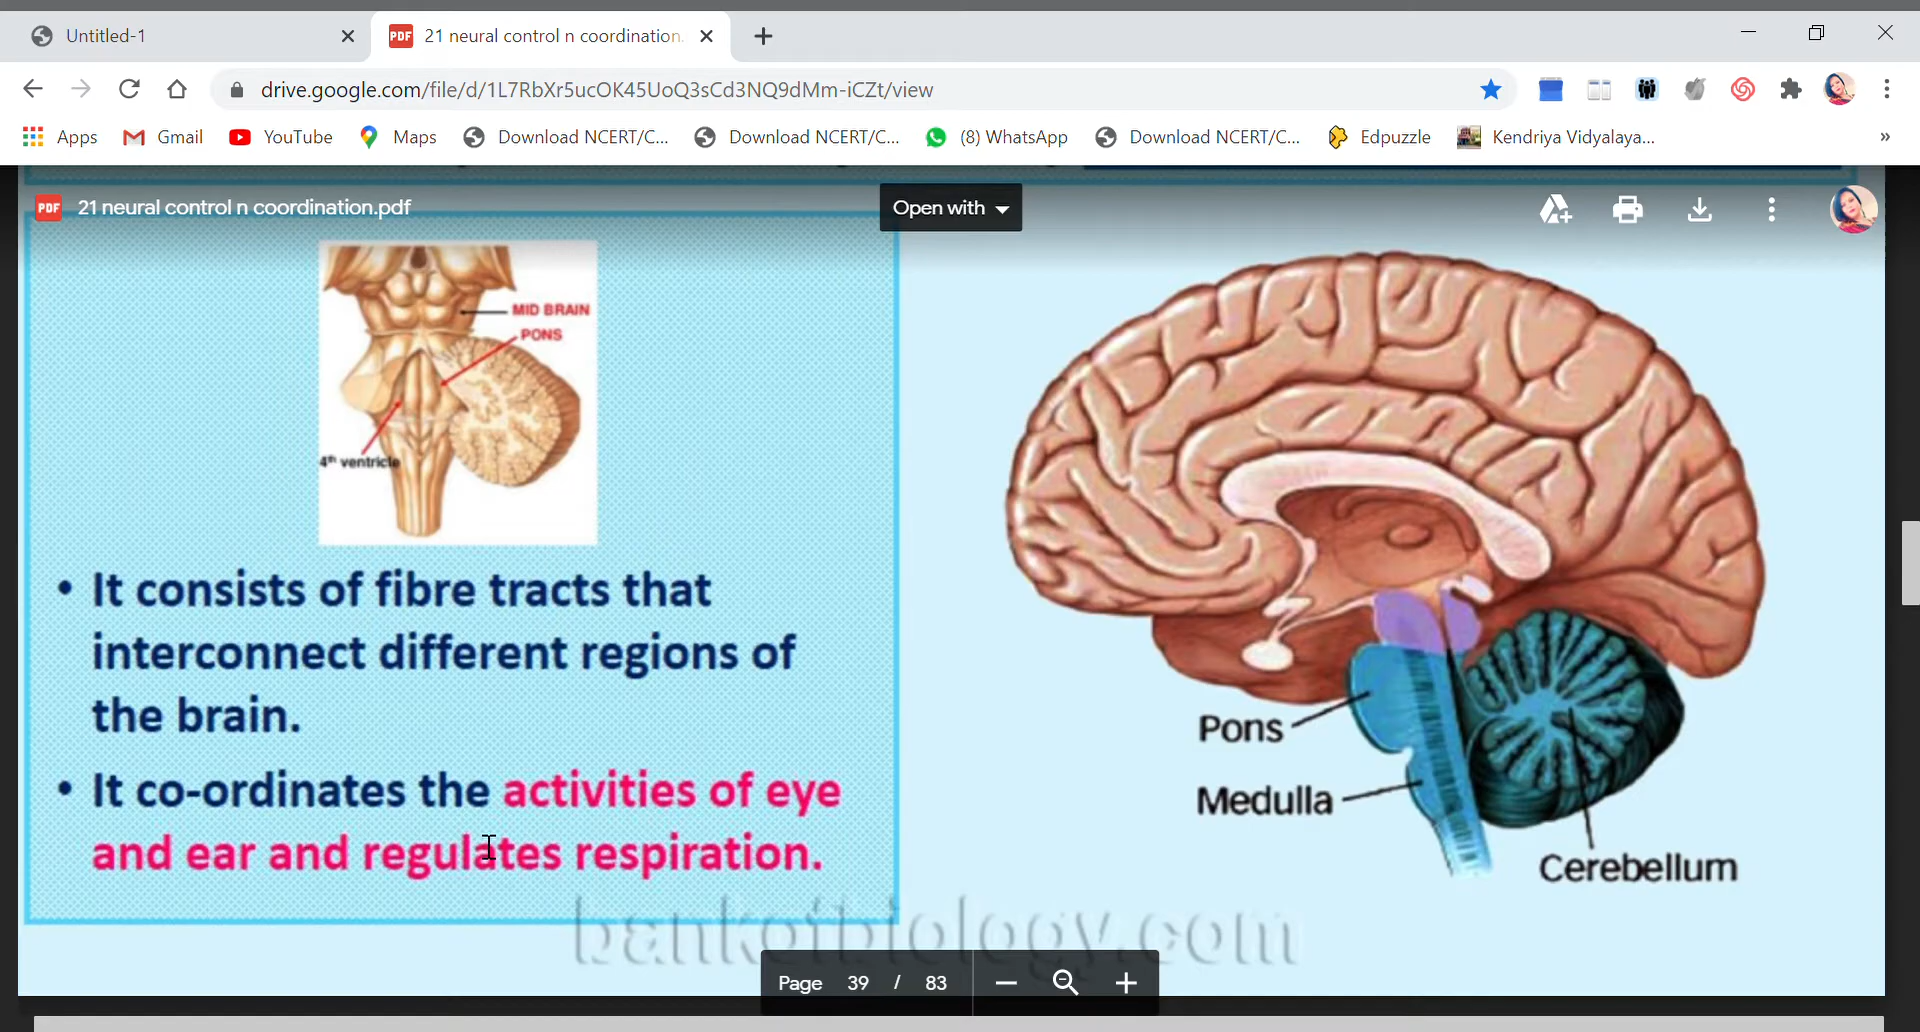 Untitled-1
21 neural control n coordination.
drive.google.com/file/d/1L7RbXr5ucOK45UoQ3sCd3NQ9dMm-iCZt/view
Apps Gmail YouTube Maps Download NCERT/C... Download NCERT/C... (8) WhatsApp Download NCERT/C... Edpuzzle Kendriya Vidyalaya... »
PDF 21 neural control n coordination.pdf Open with
MID BRAIN
PONS
4th ventricle
• It consists of fibre tracts that
interconnect different regions of
the brain.
• It co-ordinates the activities of eye
and ear and regulates respiration.
Pons
Medulla
Cerebellum
bankofbiology.com
Page 39 / 83